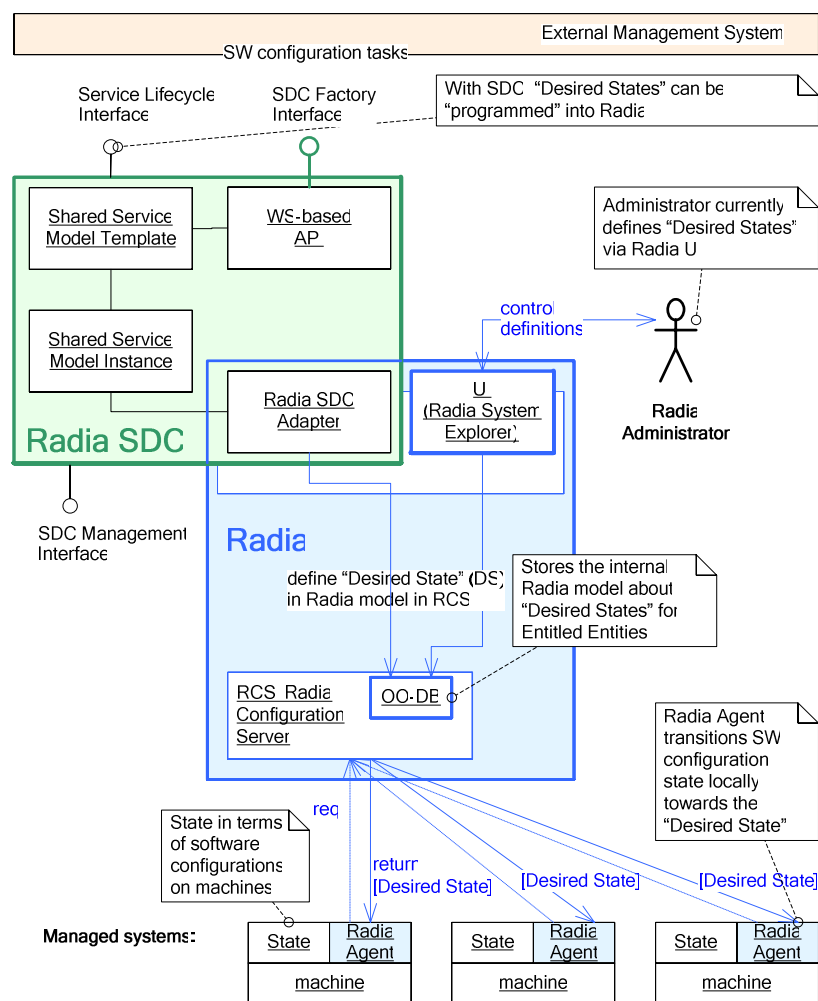 External Management System
SW configuration tasks
Service Lifecycle
Interface
SDC Factory
Interface
With SDC "Desired States" can be
"programmed" into Radia
Shared Service
Model Template
WS-based
AP
Administrator currently
defines "Desired States"
via Radia U
control
definitions
Shared Service
Model Instance
Radia SDC
Adapter
U
(Radia System
Explorer)
Radia
Administrator
Radia SDC
SDC Management
Interface
Radia
define "Desired State" (DS)
in Radia model in RCS
Stores the internal
Radia model about
"Desired States" for
Entitled Entities
RCS Radia
Configuration
Server
OO-DB
Radia Agent
transitions SW
configuration
state locally
towards the
"Desired State"
req
State in terms
of software
configurations
on machines
return
[Desired State]
[Desired State]
[Desired State]
Managed systems:
State
Radia
Agent
machine
State
Radia
Agent
machine
State
Radia
Agent
machine